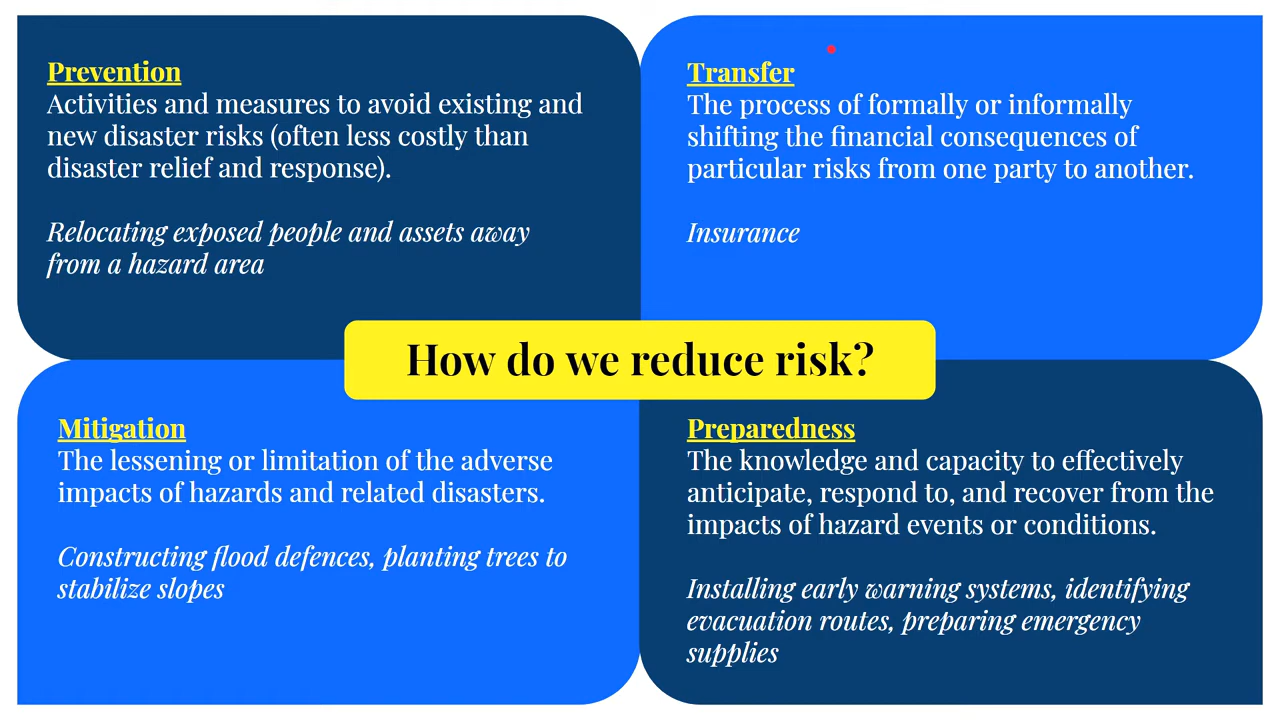 Prevention
Activities and measures to avoid existing and
new disaster risks (often less costly than
disaster relief and response).
Relocating exposed people and assets away
from a hazard area
Transfer
The process of formally or informally
shifting the financial consequences of
particular risks from one party to another.
Insurance
How do we reduce risk?
Mitigation
The lessening or limitation of the adverse
impacts of hazards and related disasters.
Constructing flood defences, planting trees to
stabilize slopes
Preparedness
The knowledge and capacity to effectively
anticipate, respond to, and recover from the
impacts of hazard events or conditions.
Installing early warning systems, identifying
evacuation routes, preparing emergency
supplies